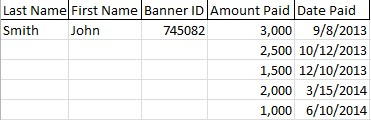 Last Name First Name Banner ID Amount Paid Date Paid
Smith John 745082 3,000 9/8/2013
2,500 10/12/2013
1,500 12/10/2013
2,000 3/15/2014
1,000 6/10/2014